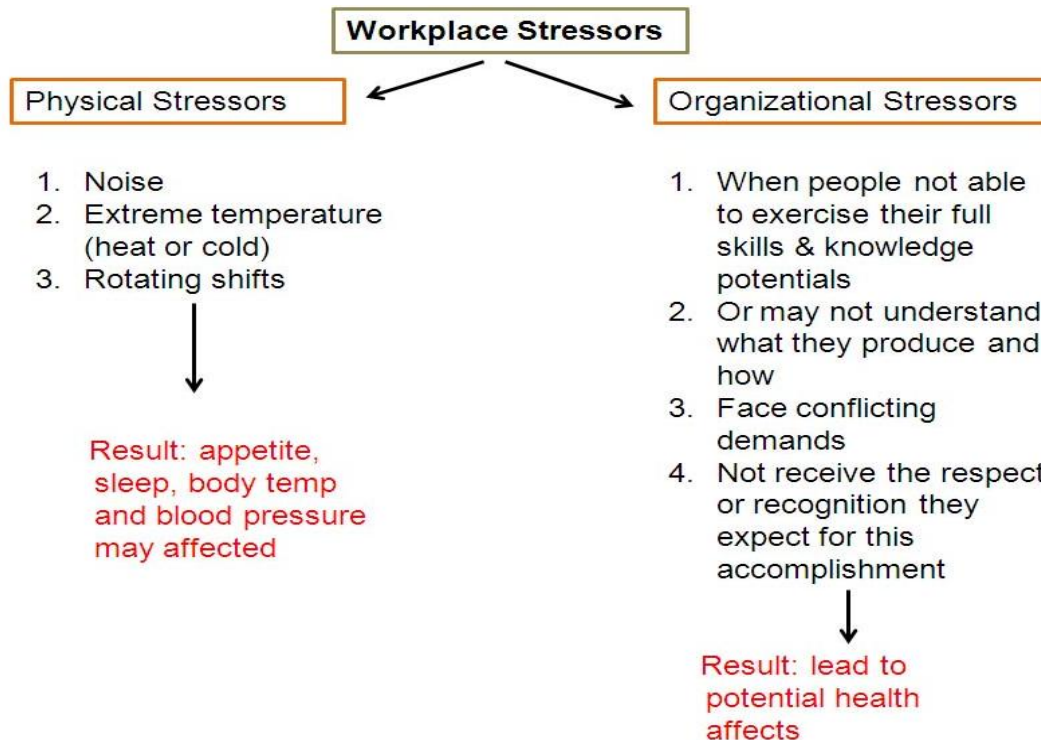 Workplace Stressors
Physical Stressors
1. Noise
2. Extreme temperature
(heat or cold)
3. Rotating shifts
Result: appetite,
sleep, body temp
and blood pressure
may affected
Organizational Stressors
1. When people not able
to exercise their full
skills & knowledge
potentials
2. Or may not understand
what they produce and
how
3. Face conflicting
demands
4. Not receive the respect
or recognition they
expect for this
accomplishment
Result: lead to
potential health
affects